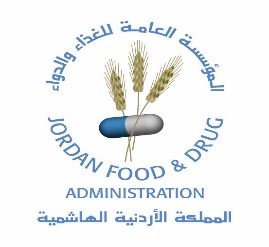 المؤسسة العامة للغذاء والدواء
JORDAN FOOD & DRUG
ADMINISTRATION
المملكة الأردنية الهاشمية